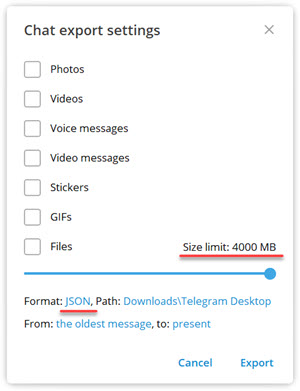 Chat export settings
Photos
Videos
Voice messages
Video messages
Stickers
GIFs
Files Size limit: 4000 MB
Format: JSON, Path: Downloads\Telegram Desktop
From: the oldest message, to: present
Cancel Export